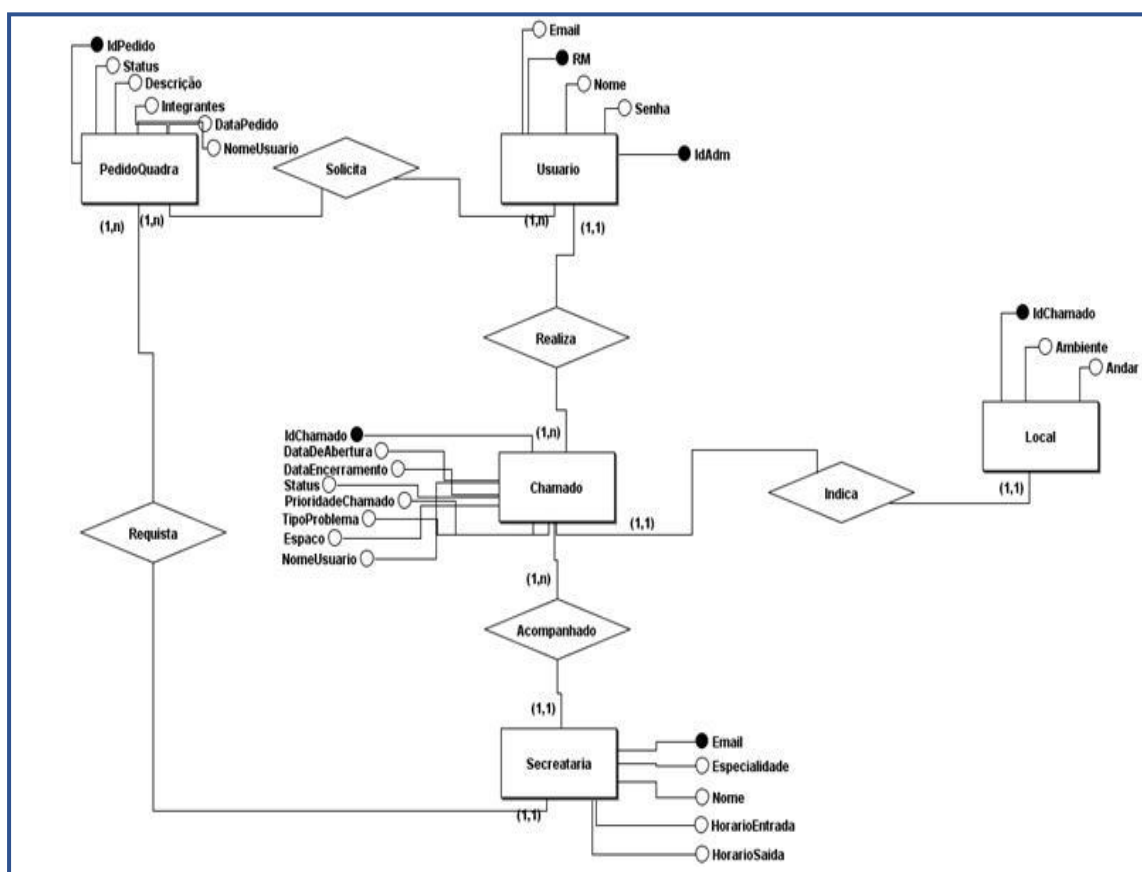 IdPedido
Status
Descrição
Integrantes
DataPedido
NomeUsuario
PedidoQuadra
(1,n)
(1,n)
Solicita
Email
RM
Nome
Senha
IdAdm
Usuario
(1,n)
(1,1)
Realiza
(1,n)
IdChamado
Ambiente
Andar
Local
(1,1)
Indica
(1,1)
IdChamado
DataDeAbertura
DataEncerramento
Status
PrioridadeChamado
TipoProblema
Espaco
NomeUsuario
Chamado
(1,n)
Requista
Acompanhado
(1,1)
Secreataria
(1,1)
Email
Especialidade
Nome
HorarioEntrada
HorarioSaída